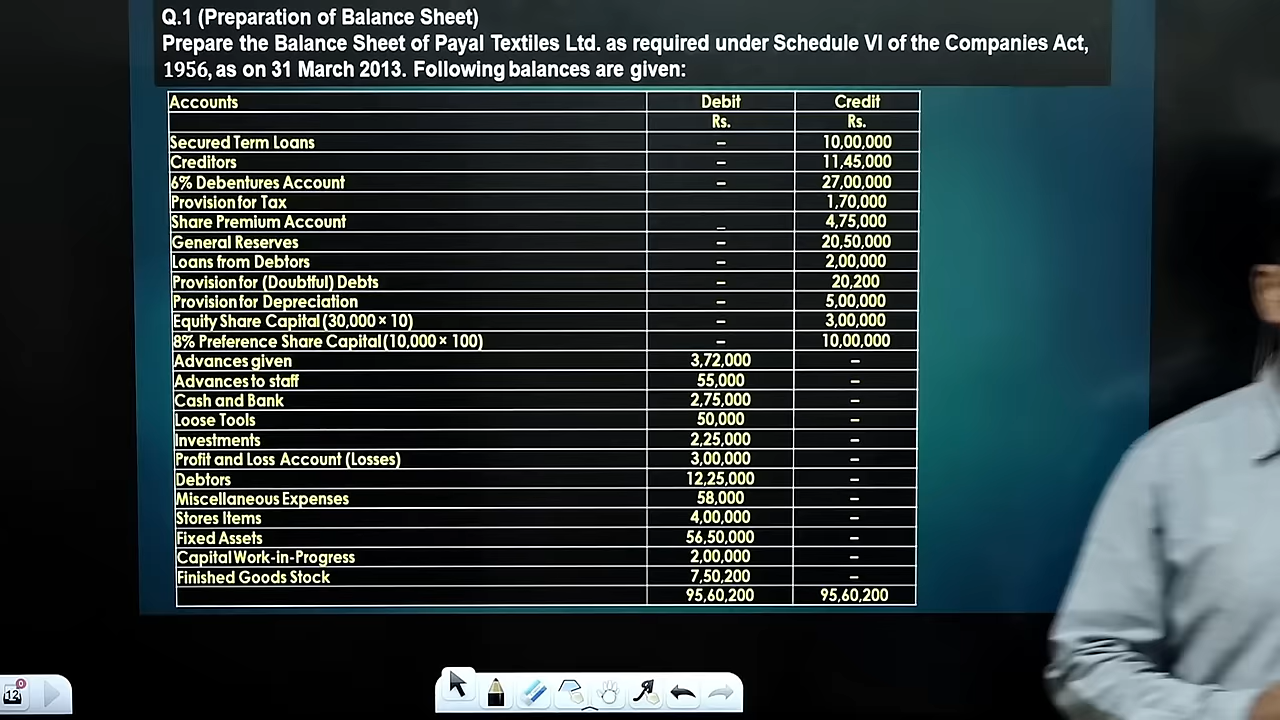 Q.1 (Preparation of Balance Sheet)
Prepare the Balance Sheet of Payal Textiles Ltd. as required under Schedule VI of the Companies Act,
1956, as on 31 March 2013. Following balances are given:
Accounts Debit Credit
Rs. Rs.
Secured Term Loans – 10,00,000
Creditors – 11,45,000
6% Debentures Account – 27,00,000
Provision for Tax 1,70,000
Share Premium Account _ 4,75,000
General Reserves – 20,50,000
Loans from Debtors – 2,00,000
Provision for (Doubtful) Debts – 20,200
Provision for Depreciation – 5,00,000
Equity Share Capital (30,000 × 10) – 3,00,000
8% Preference Share Capital (10,000 × 100) – 10,00,000
Advances given 3,72,000 –
Advances to staff 55,000 –
Cash and Bank 2,75,000 –
Loose Tools 50,000 –
Investments 2,25,000 –
Profit and Loss Account (Losses) 3,00,000 –
Debtors 12,25,000 –
Miscellaneous Expenses 58,000 –
Stores Items 4,00,000 –
Fixed Assets 56,50,000 –
Capital Work-in-Progress 2,00,000 –
Finished Goods Stock 7,50,200 –
95,60,200 95,60,200
12 0